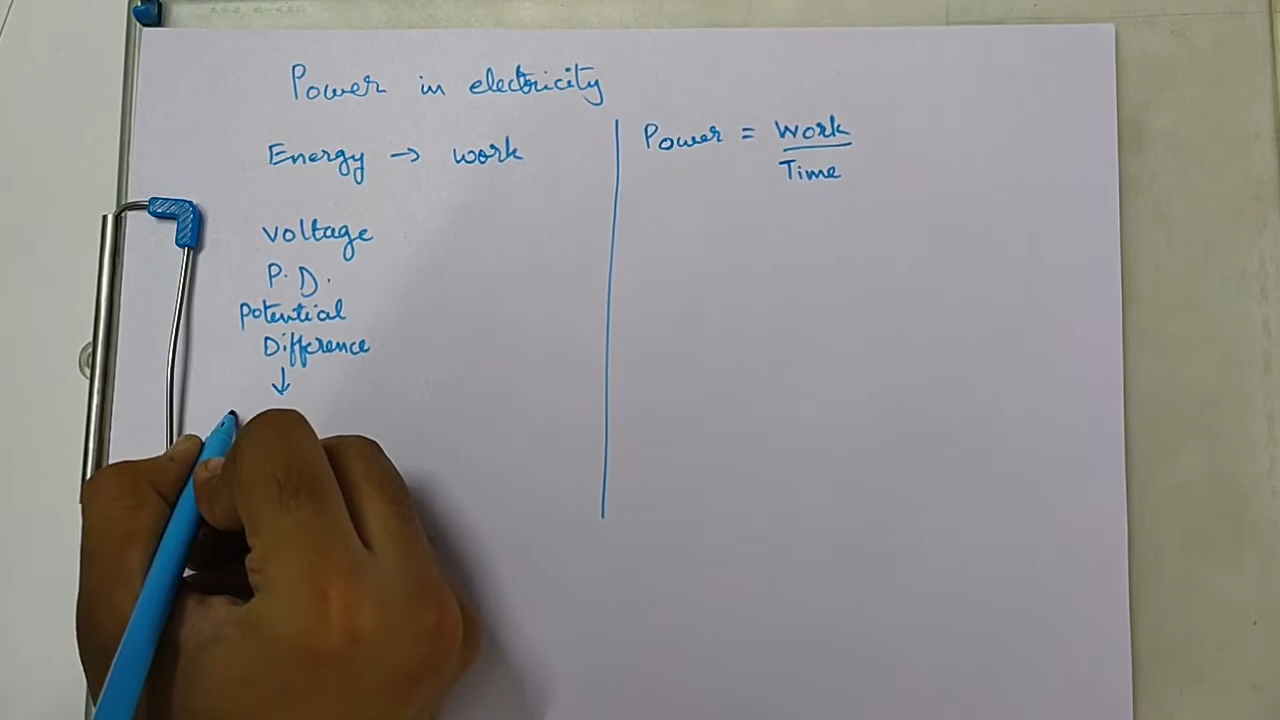 Power in electricity
Energy → work
voltage
P.D.
Potential
Difference
↓
Power = Work
Time